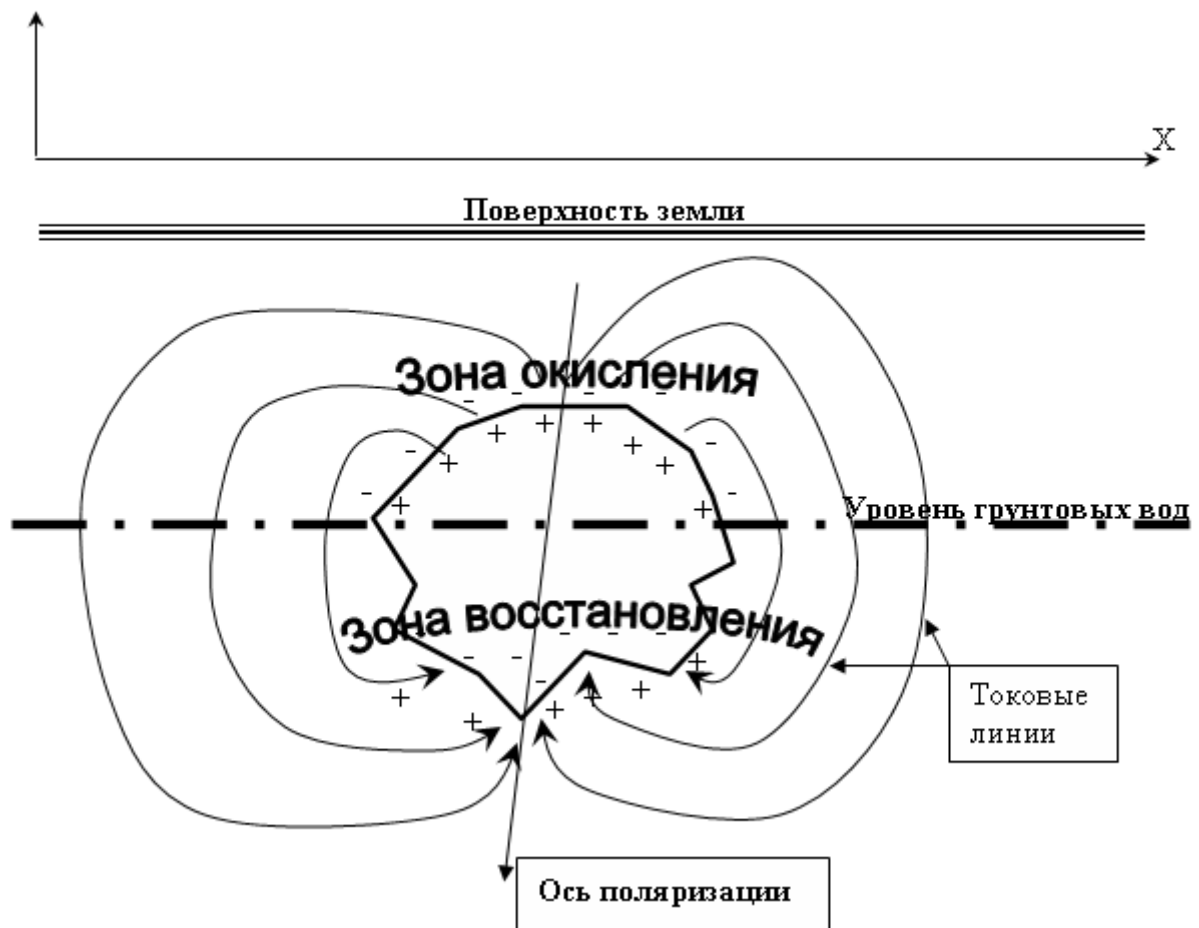 X
Поверхность земли
Зона окисления
Уровень грунтовых вод
Зона восстановления
Токовые
линии
Ось поляризации